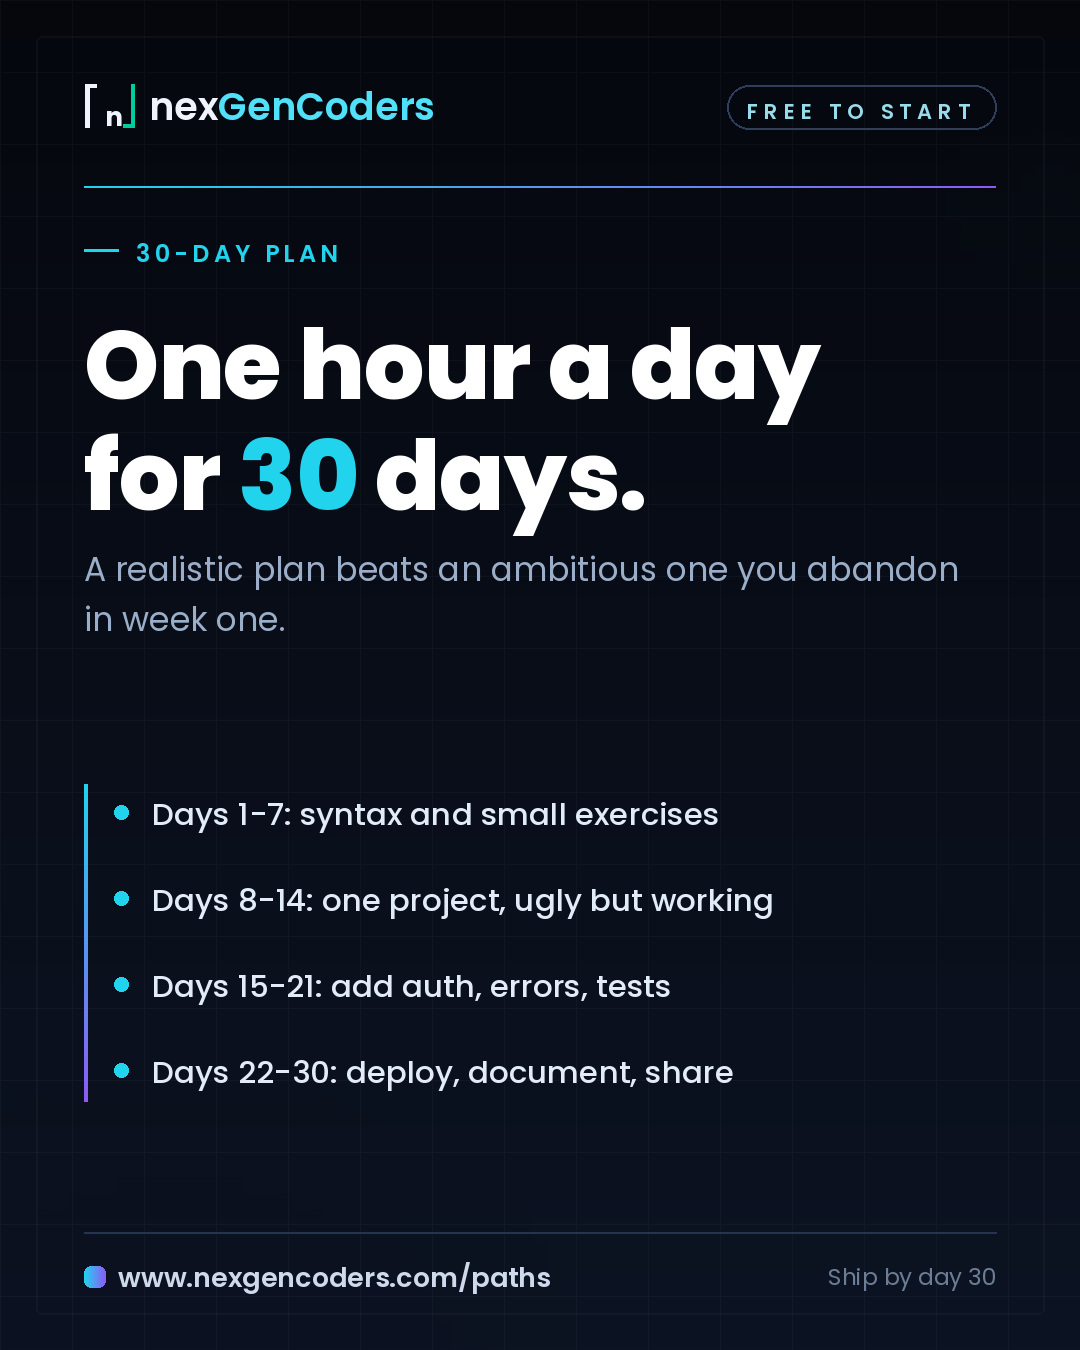 n nexGenCoders
FREE TO START
30-DAY PLAN
One hour a day
for 30 days.
A realistic plan beats an ambitious one you abandon
in week one.
Days 1-7: syntax and small exercises
Days 8-14: one project, ugly but working
Days 15-21: add auth, errors, tests
Days 22-30: deploy, document, share
www.nexgencoders.com/paths
Ship by day 30